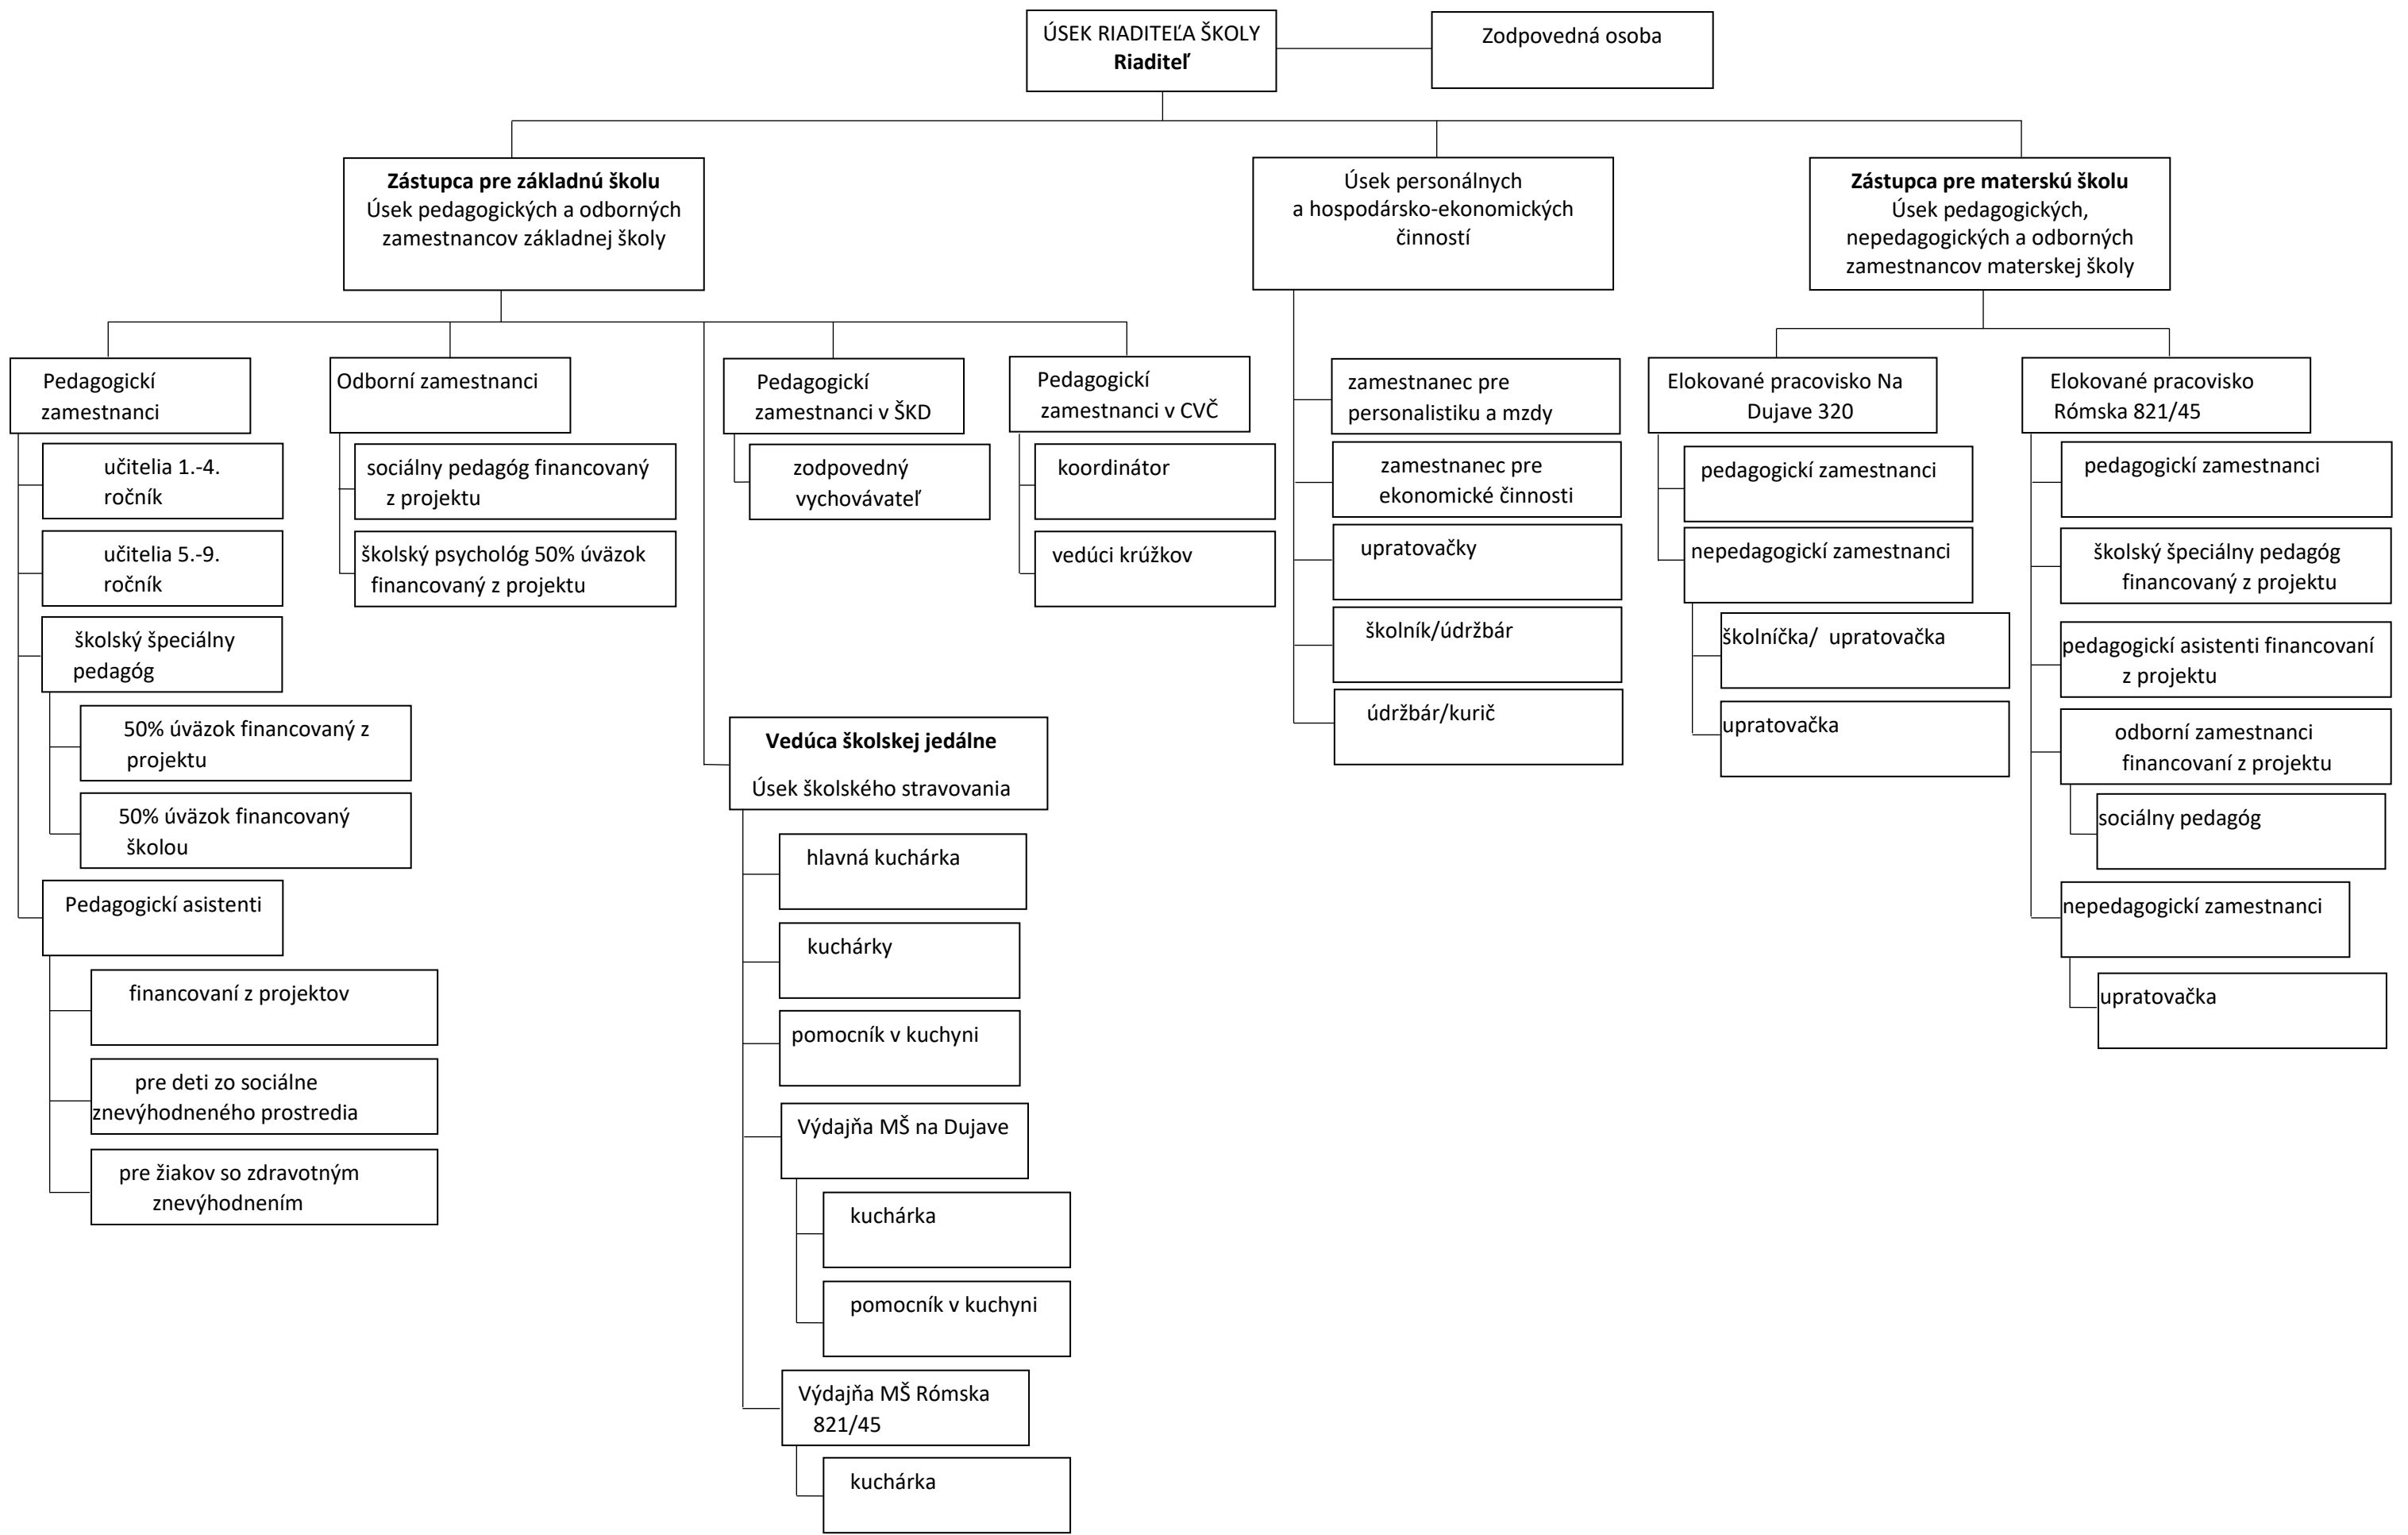 ÚSEK RIADITEĽA ŠKOLY
Riaditeľ
Zodpovedná osoba
Zástupca pre základnú školu
Úsek pedagogických a odborných
zamestnancov základnej školy
Úsek personálnych
a hospodársko-ekonomických
činností
Zástupca pre materskú školu
Úsek pedagogických,
nepedagogických a odborných
zamestnancov materskej školy
Pedagogickí
zamestnanci
učitelia 1.-4.
ročník
učitelia 5.-9.
ročník
školský špeciálny
pedagóg
50% úväzok financovaný z
projektu
50% úväzok financovaný
školou
Pedagogickí asistenti
financovaní z projektov
pre deti zo sociálne
znevýhodneného prostredia
pre žiakov so zdravotným
znevýhodnením
Odborní zamestnanci
sociálny pedagóg financovaný
z projektu
školský psychológ 50% úväzok
financovaný z projektu
Pedagogickí
zamestnanci v ŠKD
zodpovedný
vychovávateľ
Pedagogickí
zamestnanci v CVČ
koordinátor
vedúci krúžkov
Vedúca školskej jedálne
Úsek školského stravovania
hlavná kuchárka
kuchárky
pomocník v kuchyni
Výdajňa MŠ na Dujave
kuchárka
pomocník v kuchyni
Výdajňa MŠ Rómska
821/45
kuchárka
zamestnanec pre
personalistiku a mzdy
zamestnanec pre
ekonomické činnosti
upratovačky
školník/údržbár
údržbár/kurič
Elokované pracovisko Na
Dujave 320
pedagogickí zamestnanci
nepedagogickí zamestnanci
školníčka/ upratovačka
upratovačka
Elokované pracovisko
Rómska 821/45
pedagogickí zamestnanci
školský špeciálny pedagóg
financovaný z projektu
pedagogickí asistenti financovaní
z projektu
odborní zamestnanci
financovaní z projektu
sociálny pedagóg
nepedagogickí zamestnanci
upratovačka